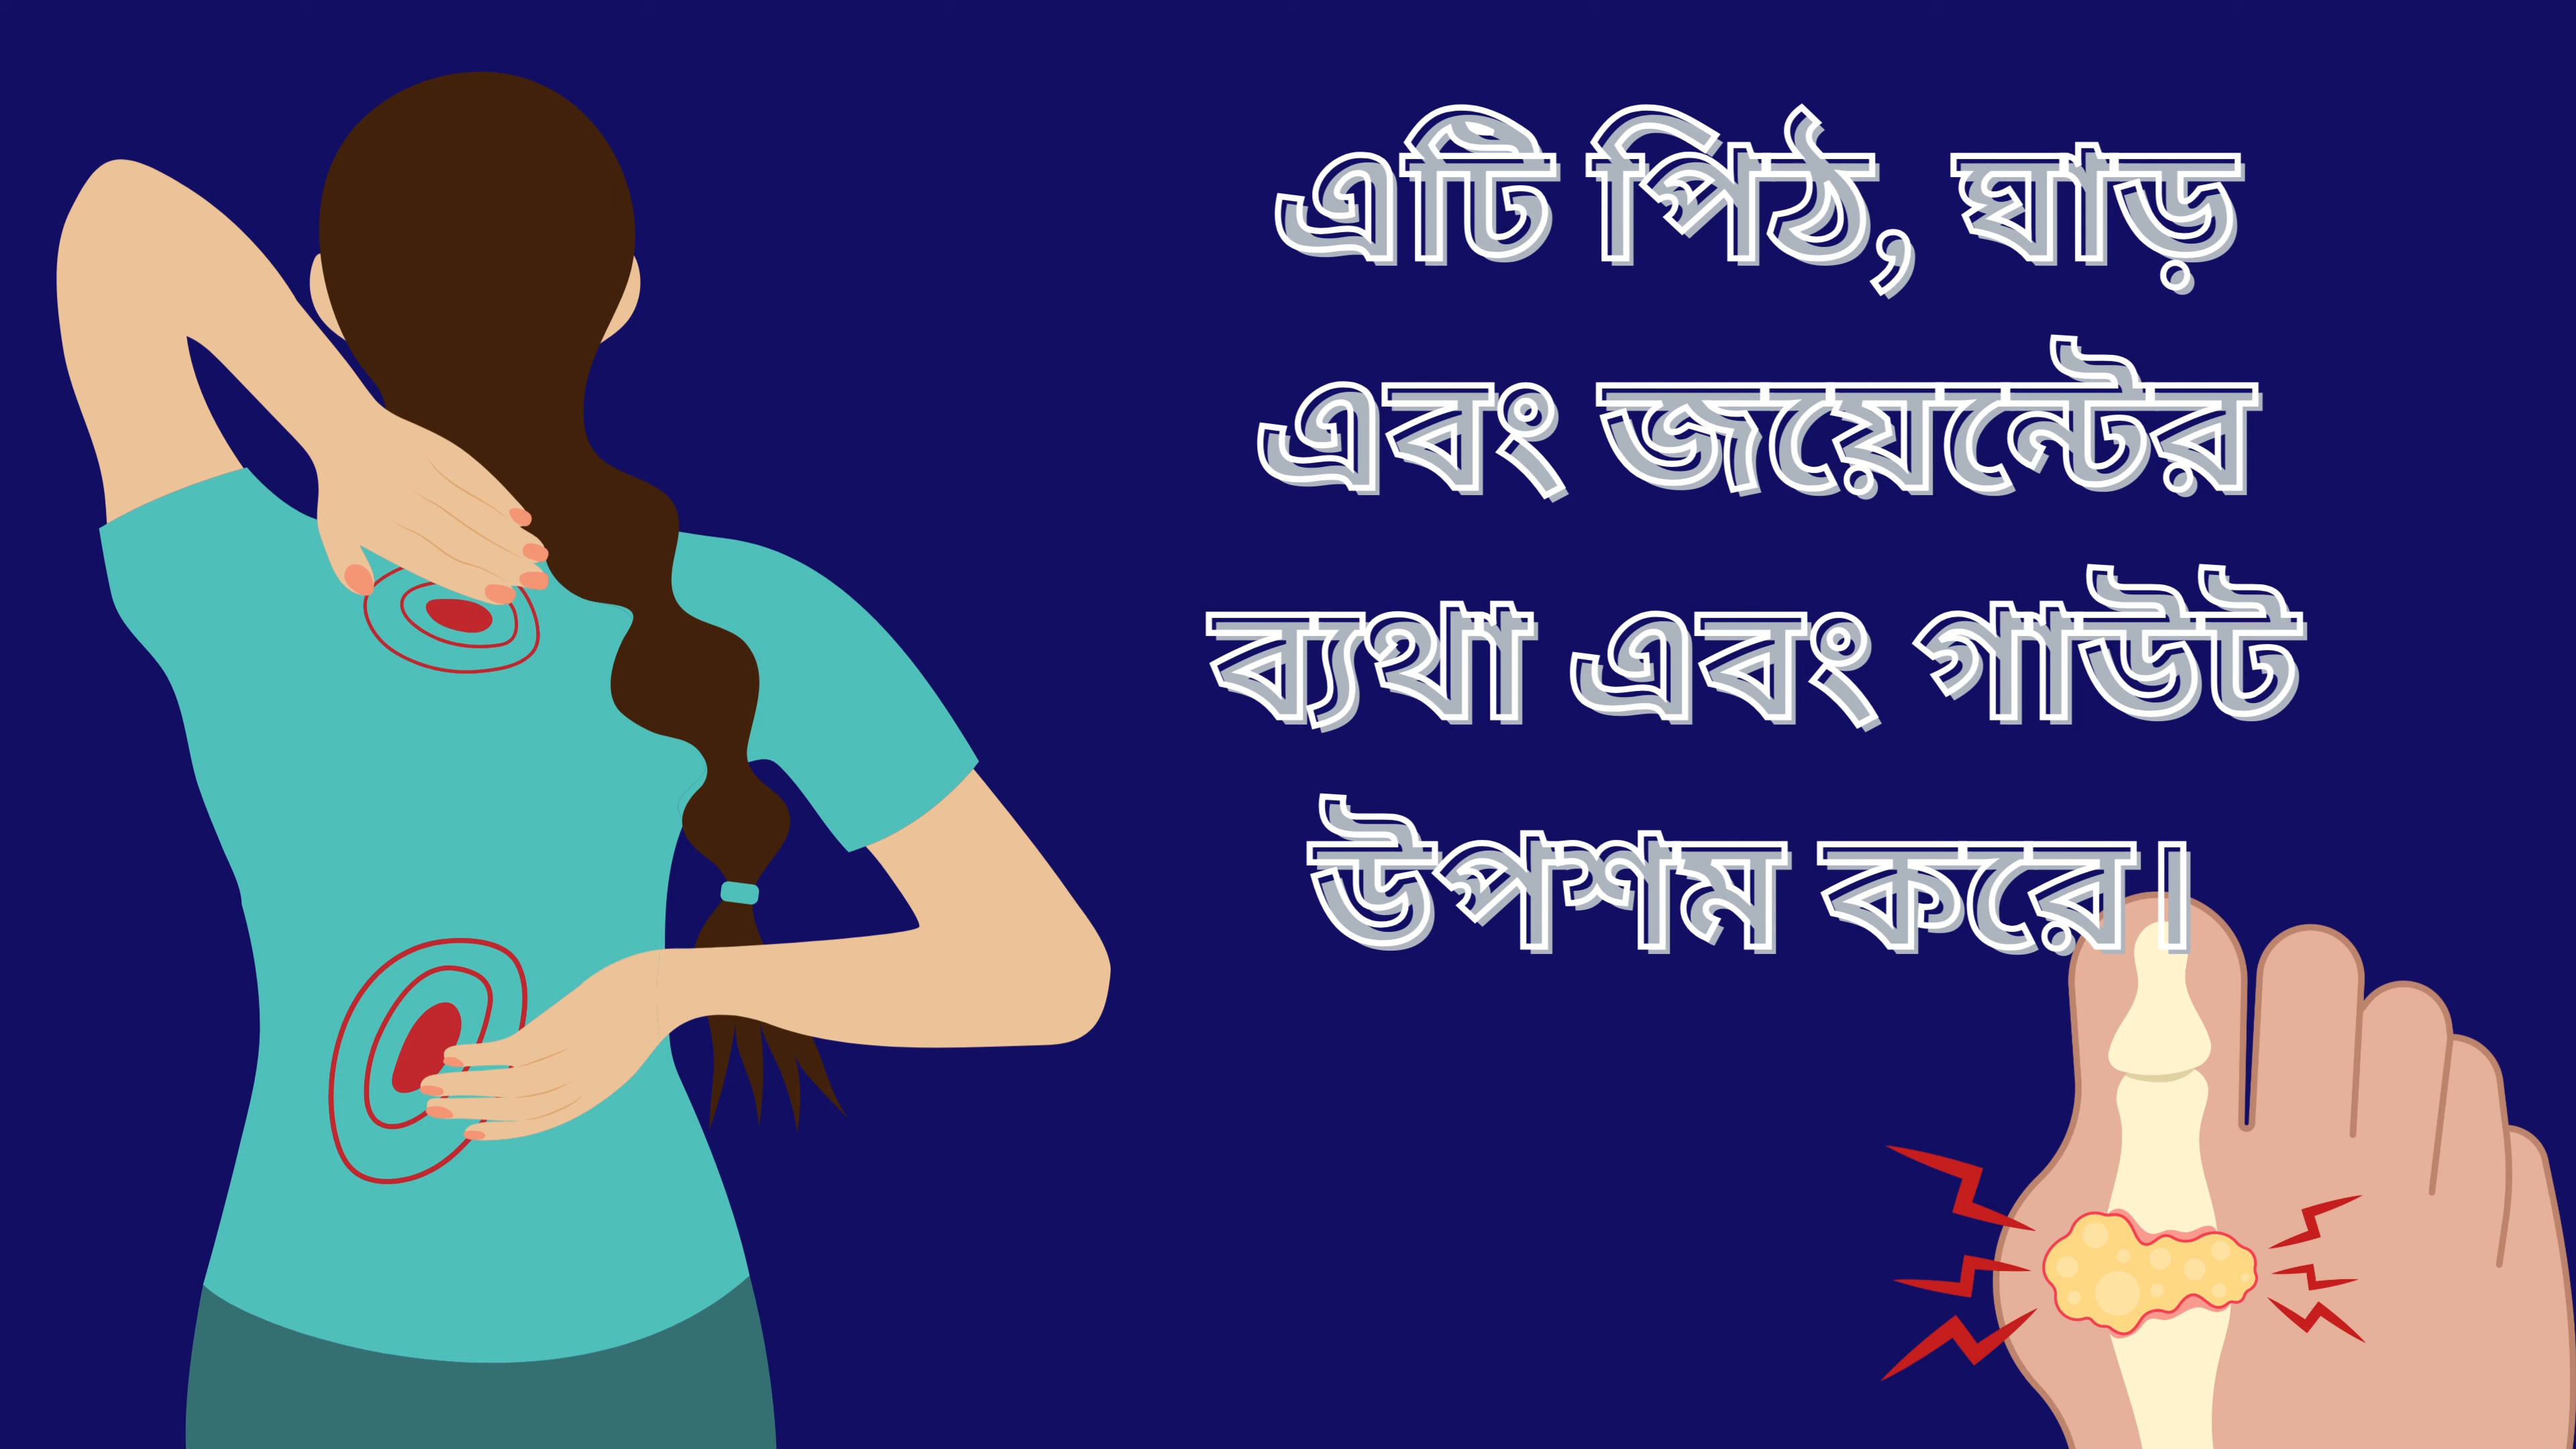 এটি পিঠ, ঘাড়
এবং জয়েন্টের
ব্যথা এবং গাউট
উপশম করে।